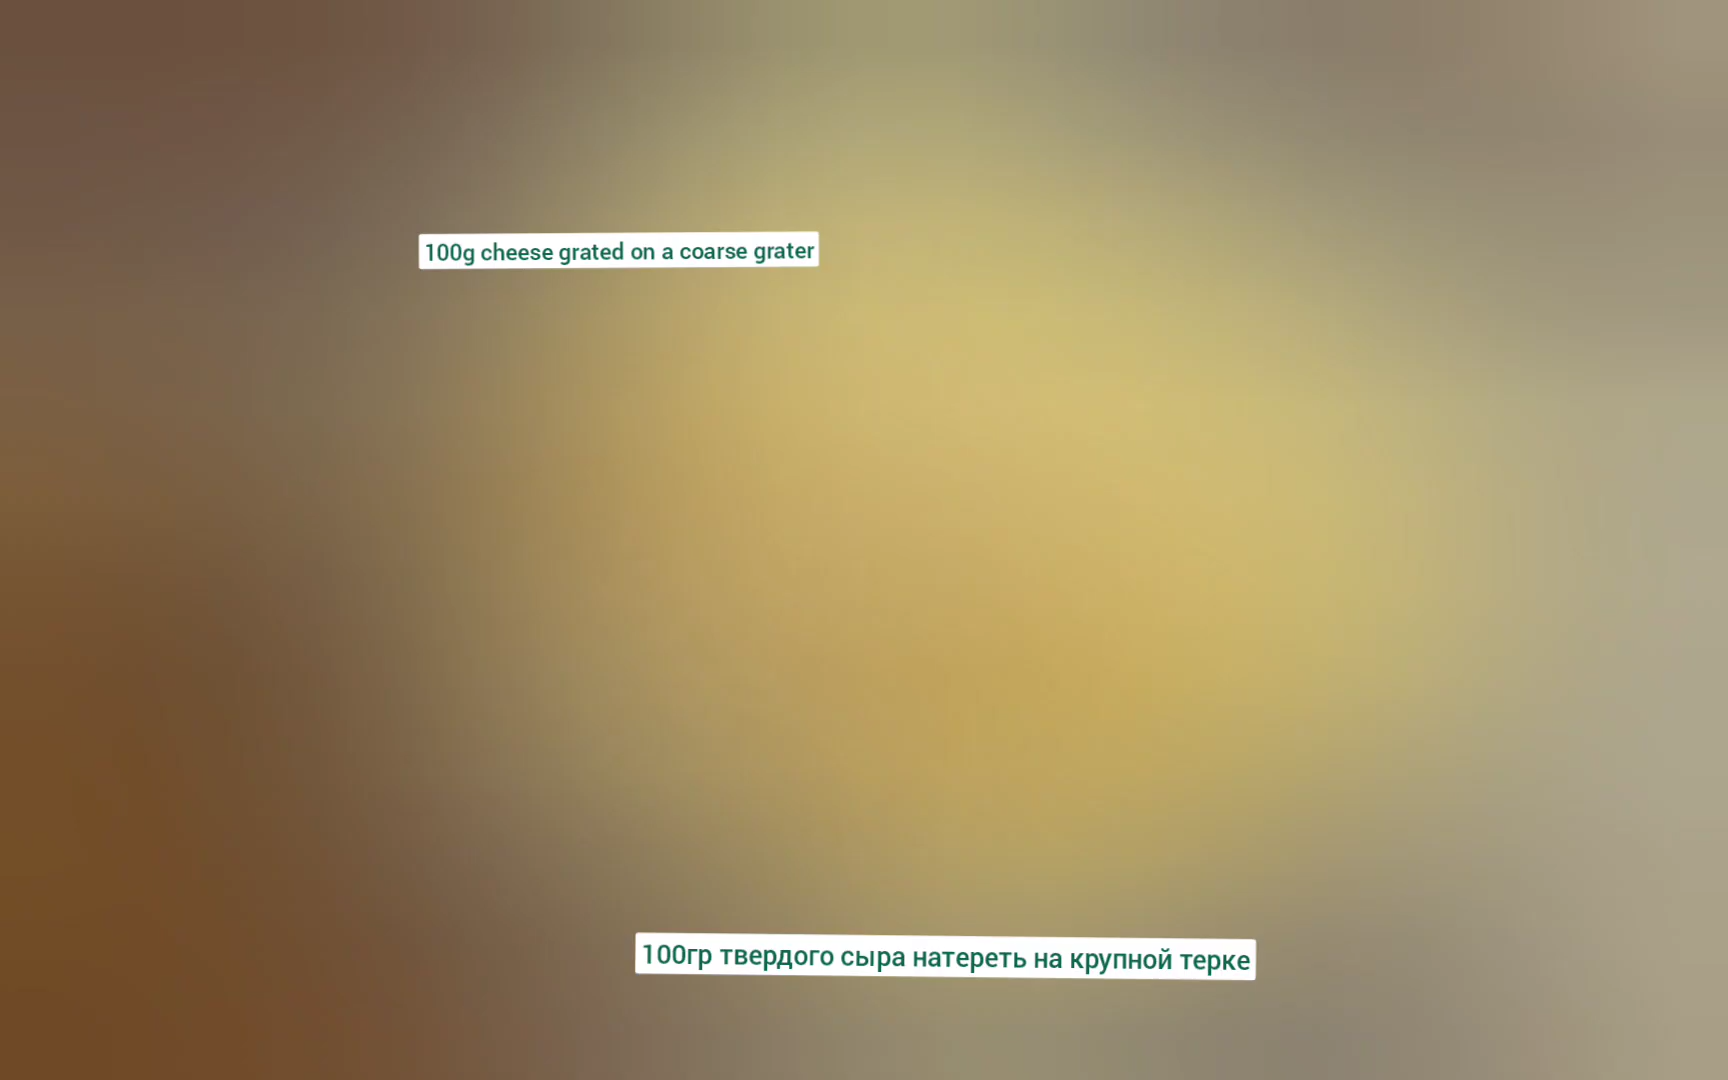 100g cheese grated on a coarse grater
100гр твердого сыра натереть на крупной терке